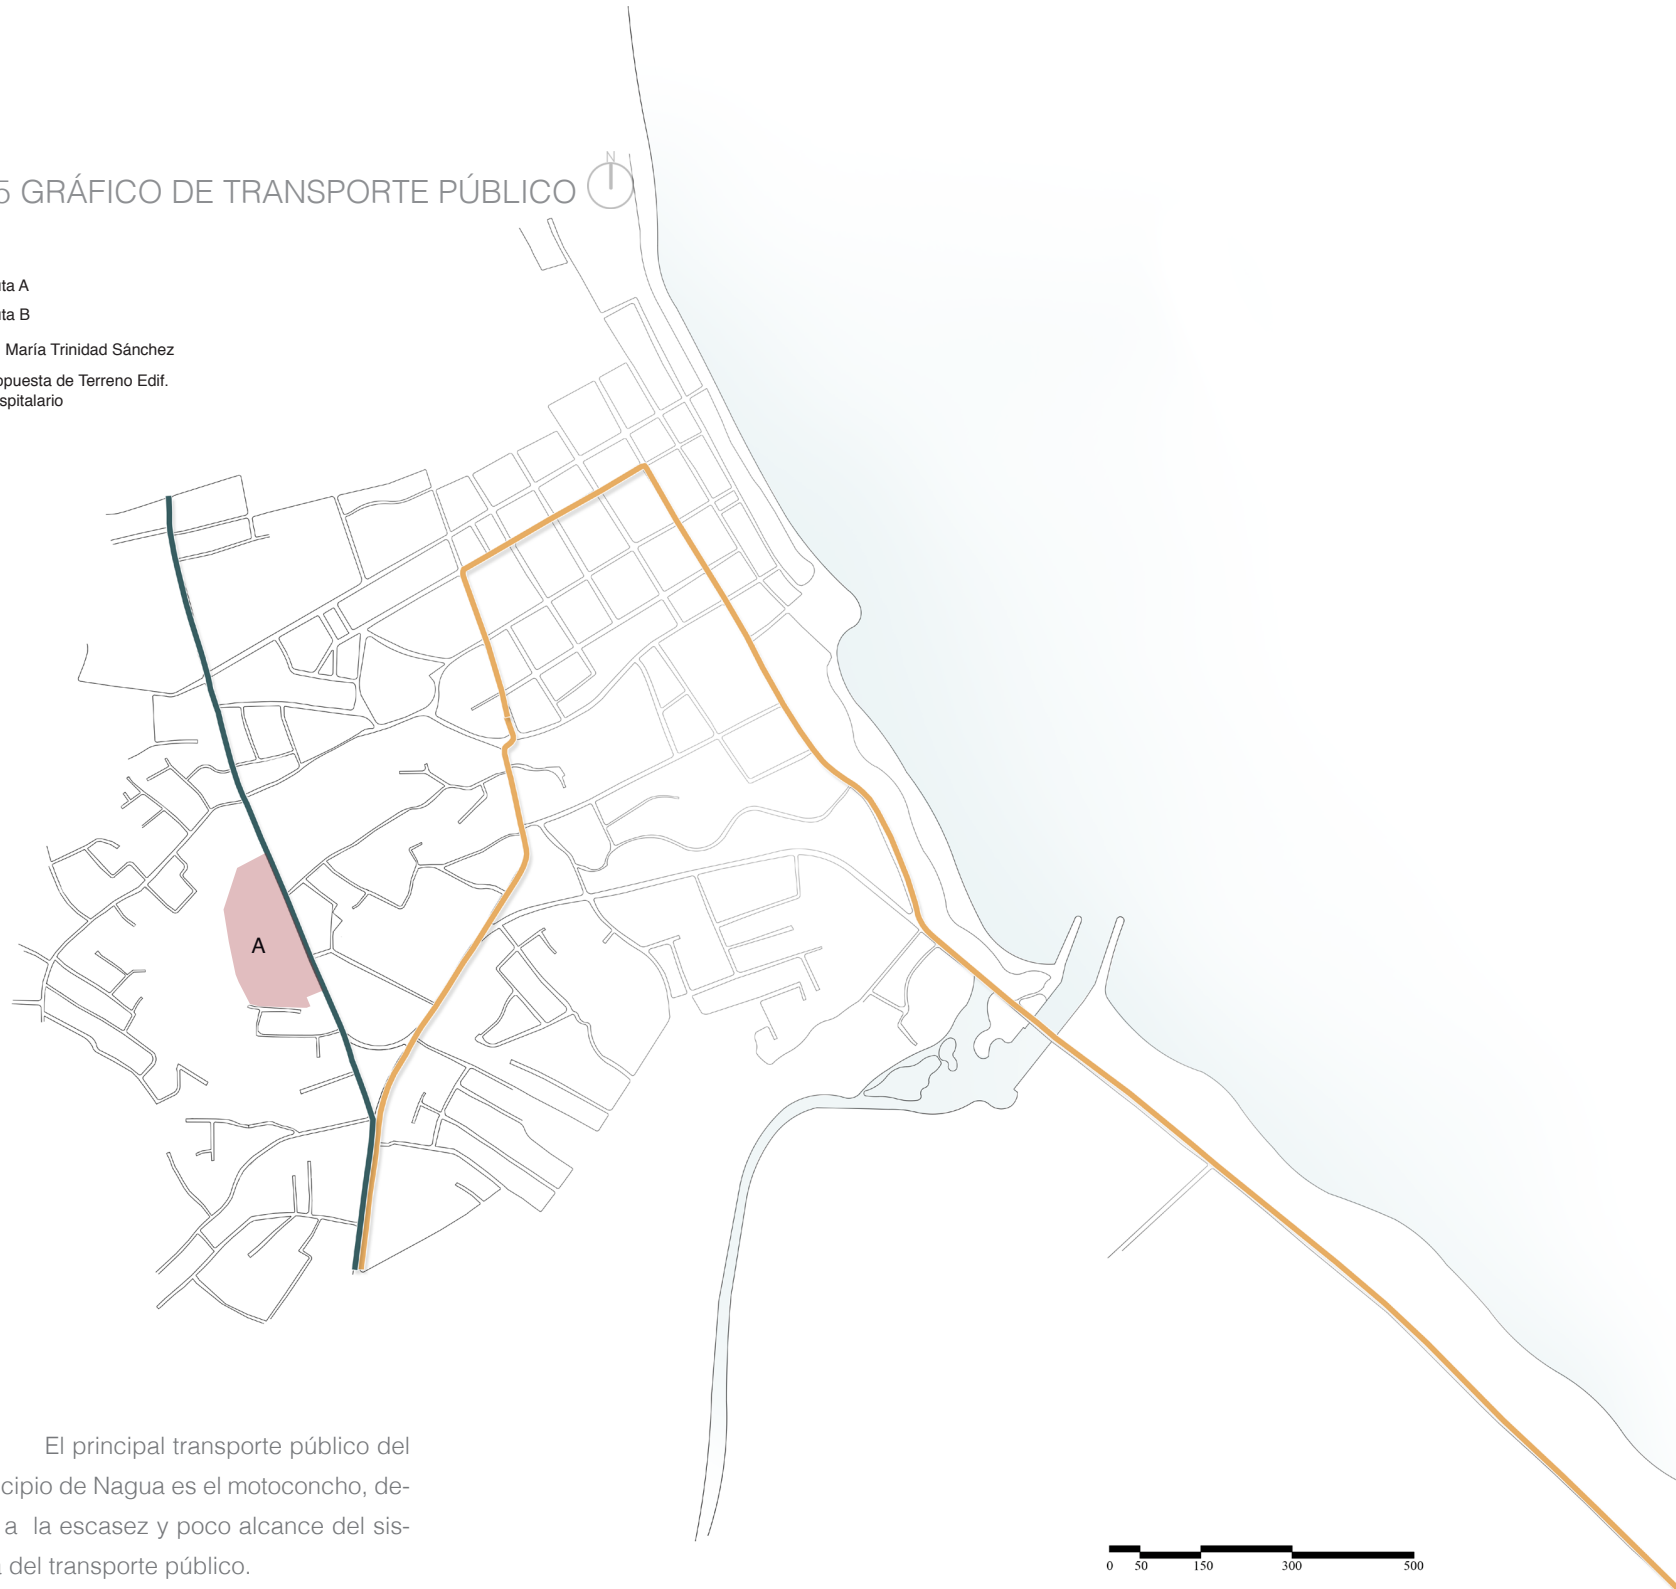 N
5 GRÁFICO DE TRANSPORTE PÚBLICO
ta A
ta B
María Trinidad Sánchez
opuesta de Terreno Edif.
spitalario
A
El principal transporte público del
cipio de Nagua es el motoconcho, de-
a la escasez y poco alcance del sis-
del transporte público.
0 50 150 300 500